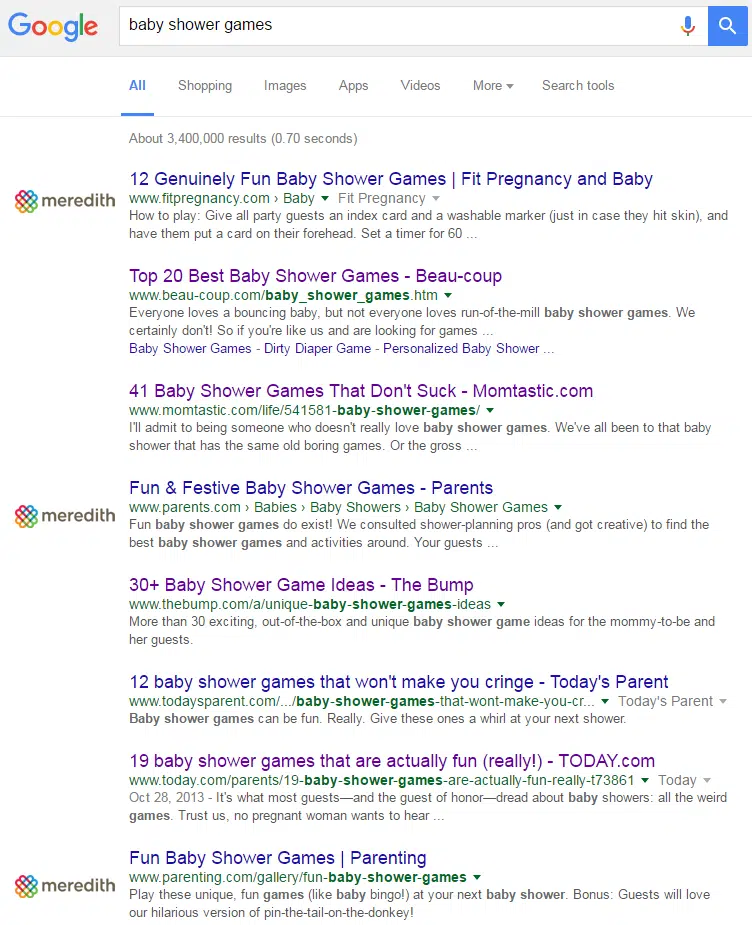 Google
baby shower games
All Shopping Images Apps Videos More Search tools
About 3,400,000 results (0.70 seconds)
meredith
12 Genuinely Fun Baby Shower Games | Fit Pregnancy and Baby
www.fitpregnancy.com › Baby Fit Pregnancy
How to play: Give all party guests an index card and a washable marker (just in case they hit skin), and
have them put a card on their forehead. Set a timer for 60 ...
Top 20 Best Baby Shower Games - Beau-coup
www.beau-coup.com/baby_shower_games.htm
Everyone loves a bouncing baby, but not everyone loves run-of-the-mill baby shower games. We
certainly don't! So if you're like us and are looking for games ...
Baby Shower Games - Dirty Diaper Game - Personalized Baby Shower ...
41 Baby Shower Games That Don't Suck - Momtastic.com
www.momtastic.com/life/541581-baby-shower-games/
I'll admit to being someone who doesn't really love baby shower games. We've all been to that baby
shower that has the same old boring games. Or the gross ...
meredith
Fun & Festive Baby Shower Games - Parents
www.parents.com › Babies › Baby Showers › Baby Shower Games
Fun baby shower games do exist! We consulted shower-planning pros (and got creative) to find the
best baby shower games and activities around. Your guests ...
30+ Baby Shower Game Ideas - The Bump
www.thebump.com/a/unique-baby-shower-games-ideas
More than 30 exciting, out-of-the-box and unique baby shower game ideas for the mommy-to-be and
her guests.
12 baby shower games that won't make you cringe - Today's Parent
www.todaysparent.com/.../baby-shower-games-that-wont-make-you-cr... Today's Parent
Baby shower games can be fun. Really. Give these ones a whirl at your next shower.
19 baby shower games that are actually fun (really!) - TODAY.com
www.today.com/parents/19-baby-shower-games-are-actually-fun-really-t73861 Today
Oct 28, 2013 - It's what most guests—and the guest of honor—dread about baby showers: all the weird
games. Trust us, no pregnant woman wants to hear ...
meredith
Fun Baby Shower Games | Parenting
www.parenting.com/gallery/fun-baby-shower-games
Play these unique, fun games (like baby bingo!) at your next baby shower. Bonus: Guests will love
our hilarious version of pin-the-tail-on-the-donkey!